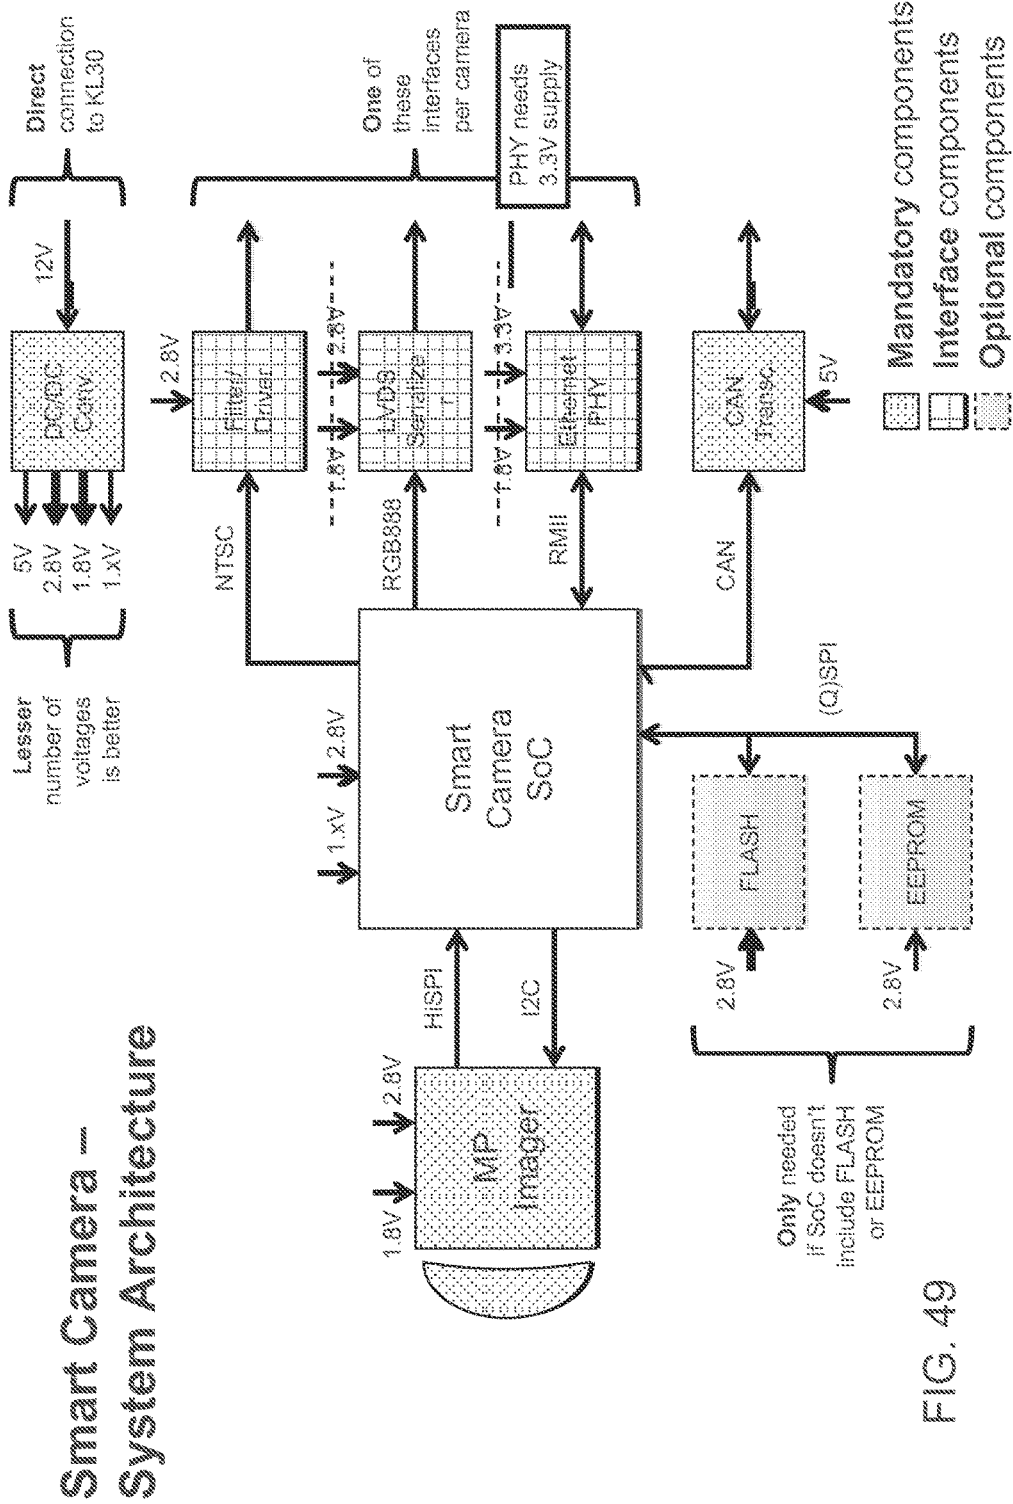 Smart Camera –
System Architecture
Lesser
number of
voltages
is better
5V
2.8V
1.8V
1.xV
DC/DC
Conv.
12V
Direct
connection
to KL30
2.8V
NTSC
Filter/
Driver
1.8V
2.8V
RGB888
LVDS
Serialize
r
One of
these
interfaces
per camera
1.8V
3.3V
RMII
Ethernet
PHY
PHY needs
3.3V supply
1.xV
2.8V
Smart
Camera
SoC
1.8V
2.8V
MP
Imager
HiSPI
I2C
CAN
CAN
Transc.
5V
(Q)SPI
2.8V
FLASH
2.8V
EEPROM
Only needed
if SoC doesn't
include FLASH
or EEPROM
Mandatory components
Interface components
Optional components
FIG. 49